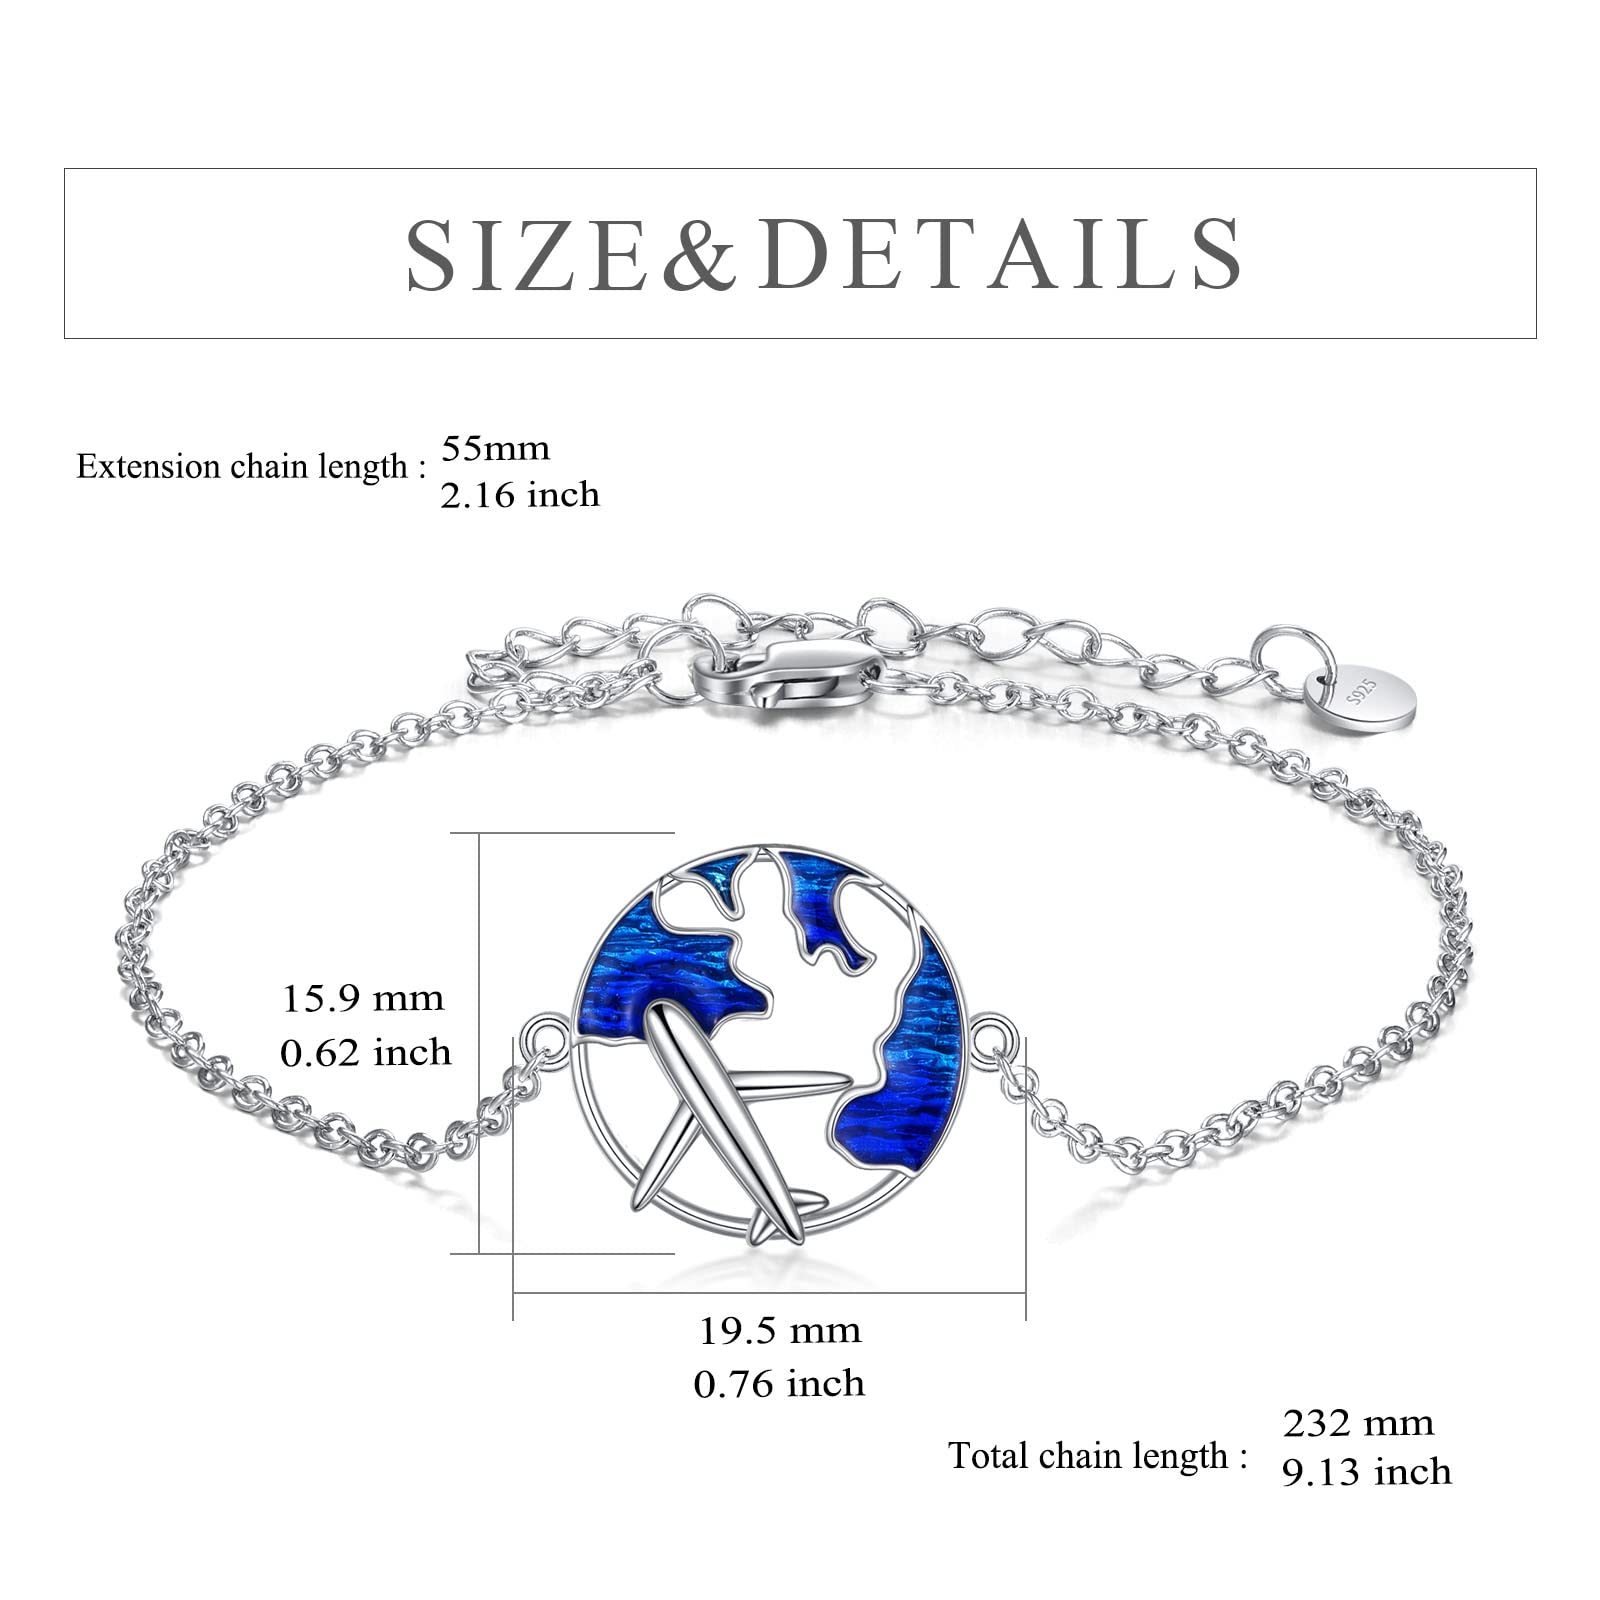 SIZE&DETAILS
Extension chain length : 55mm
2.16 inch
S925
15.9 mm
0.62 inch
19.5 mm
0.76 inch
Total chain length : 232 mm
9.13 inch